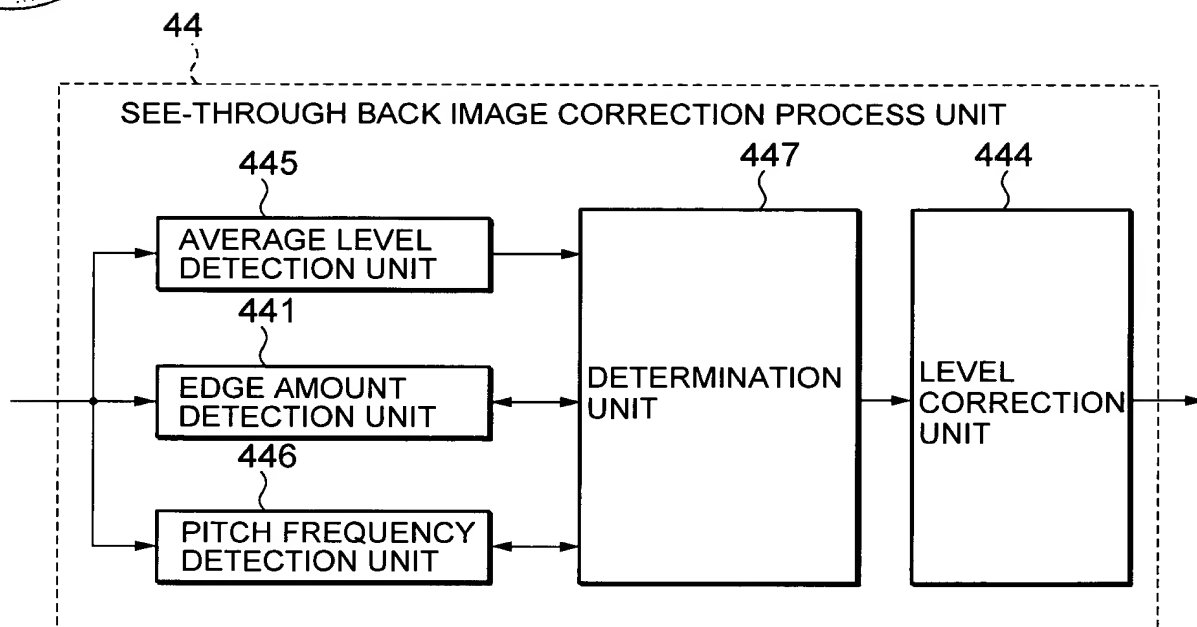 44
SEE-THROUGH BACK IMAGE CORRECTION PROCESS UNIT
445
447
444
AVERAGE LEVEL
DETECTION UNIT
441
EDGE AMOUNT
DETECTION UNIT
446
PITCH FREQUENCY
DETECTION UNIT
DETERMINATION
UNIT
LEVEL
CORRECTION
UNIT